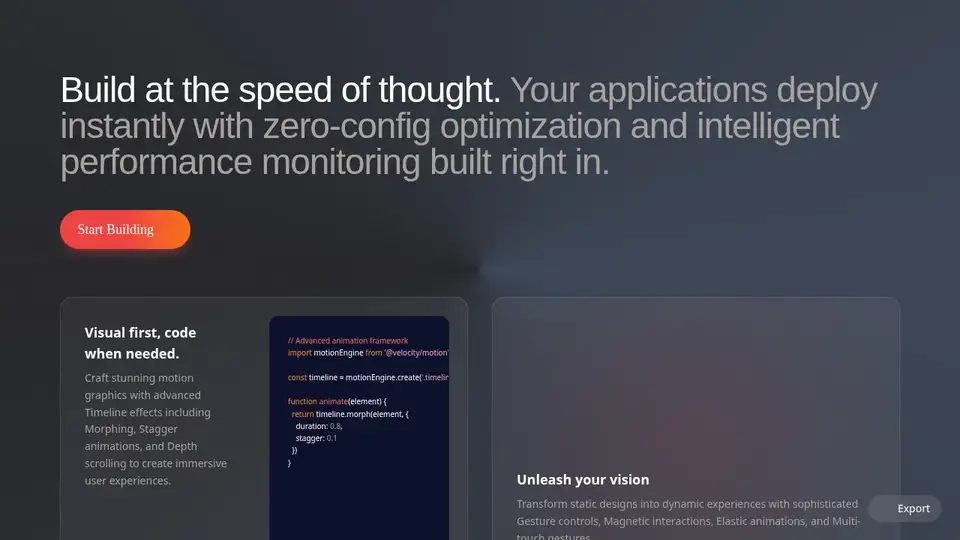 Build at the speed of thought. Your applications deploy
instantly with zero-config optimization and intelligent
performance monitoring built right in.
Start Building
Visual first, code
when needed.
Craft stunning motion
graphics with advanced
Timeline effects including
Morphing, Stagger
animations, and Depth
scrolling to create immersive
user experiences.
// Advanced animation framework
import motionEngine from '@velocity/motion'
const timeline = motionEngine.create('.timelin
function animate(element) {
return timeline.morph(element, {
duration: 0.8,
stagger: 0.1
})
}
Unleash your vision
Transform static designs into dynamic experiences with sophisticated
Gesture controls, Magnetic interactions, Elastic animations, and Multi-
touch gestures.
Export